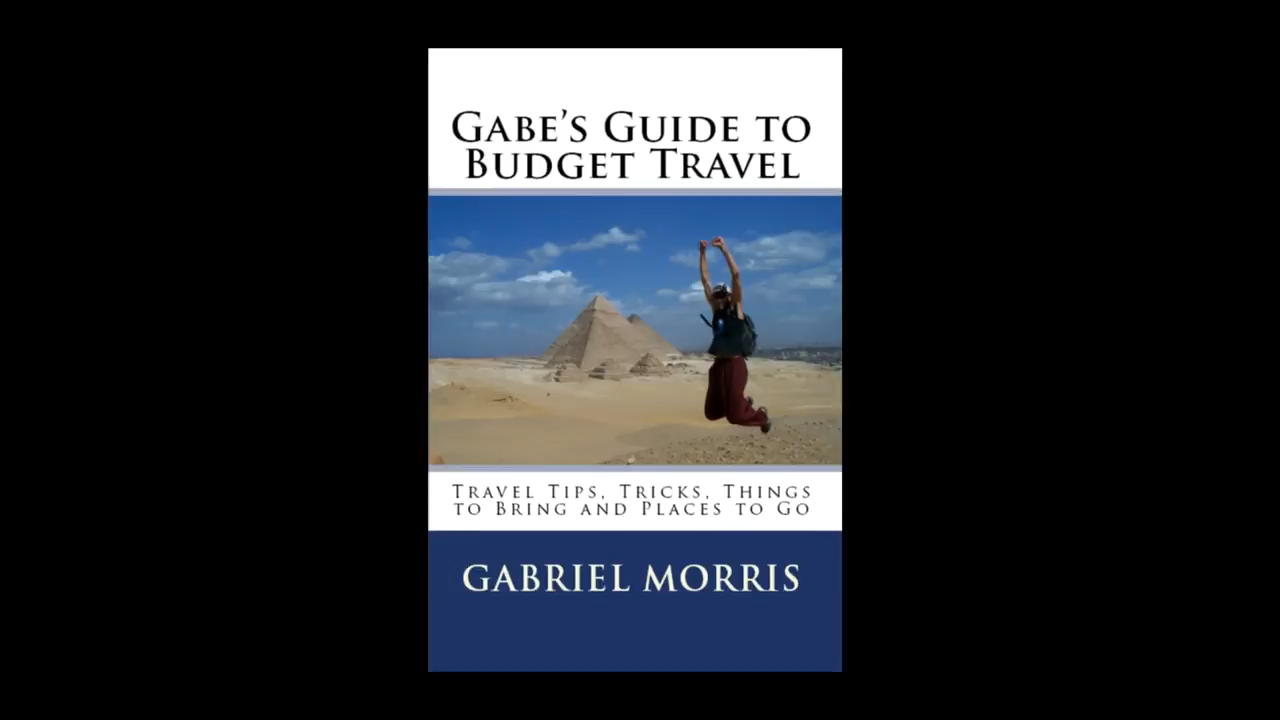 Gabe's Guide to
Budget Travel
Travel Tips, Tricks, Things
to Bring and Places to Go
GABRIEL MORRIS